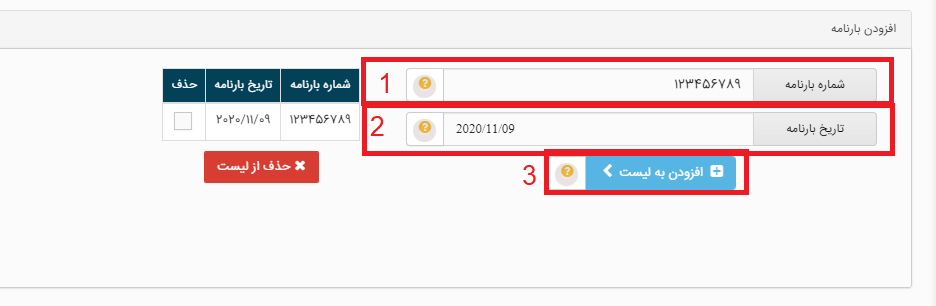 افزودن بارنامه
1
شماره بارنامه
۱۲۳۴۵۶۷۸۹
?
2
تاریخ بارنامه
2020/11/09
?
3
افزودن به لیست
?
شماره بارنامه تاریخ بارنامه حذف
۱۲۳۴۵۶۷۸۹ ۲۰۲۰/۱۱/۰۹
حذف از لیست